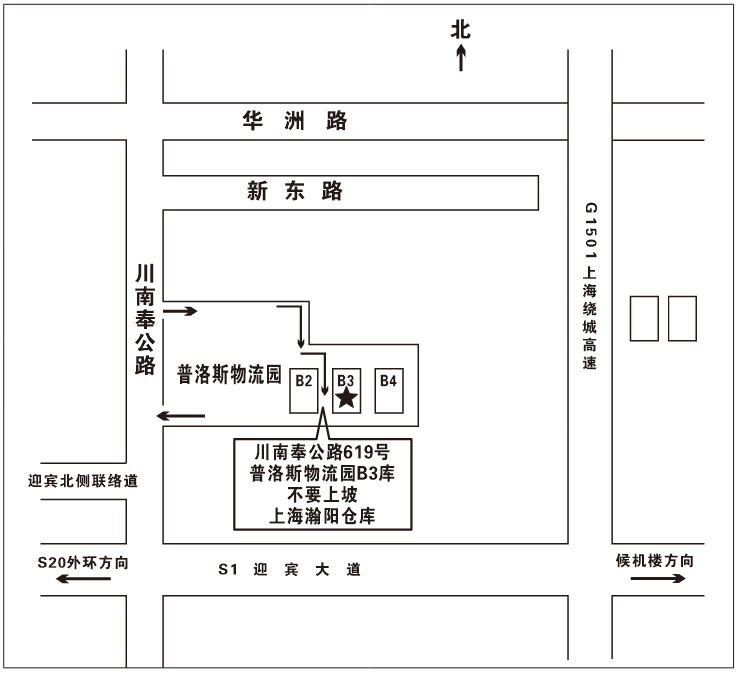 北
华洲路
新东路
G1501上海绕城高速
川南奉公路
普洛斯物流园
B2
B3
B4
川南奉公路619号
普洛斯物流园B3库
不要上坡
上海瀚阳仓库
迎宾北侧联络道
S20外环方向
S1 迎宾大道
候机楼方向